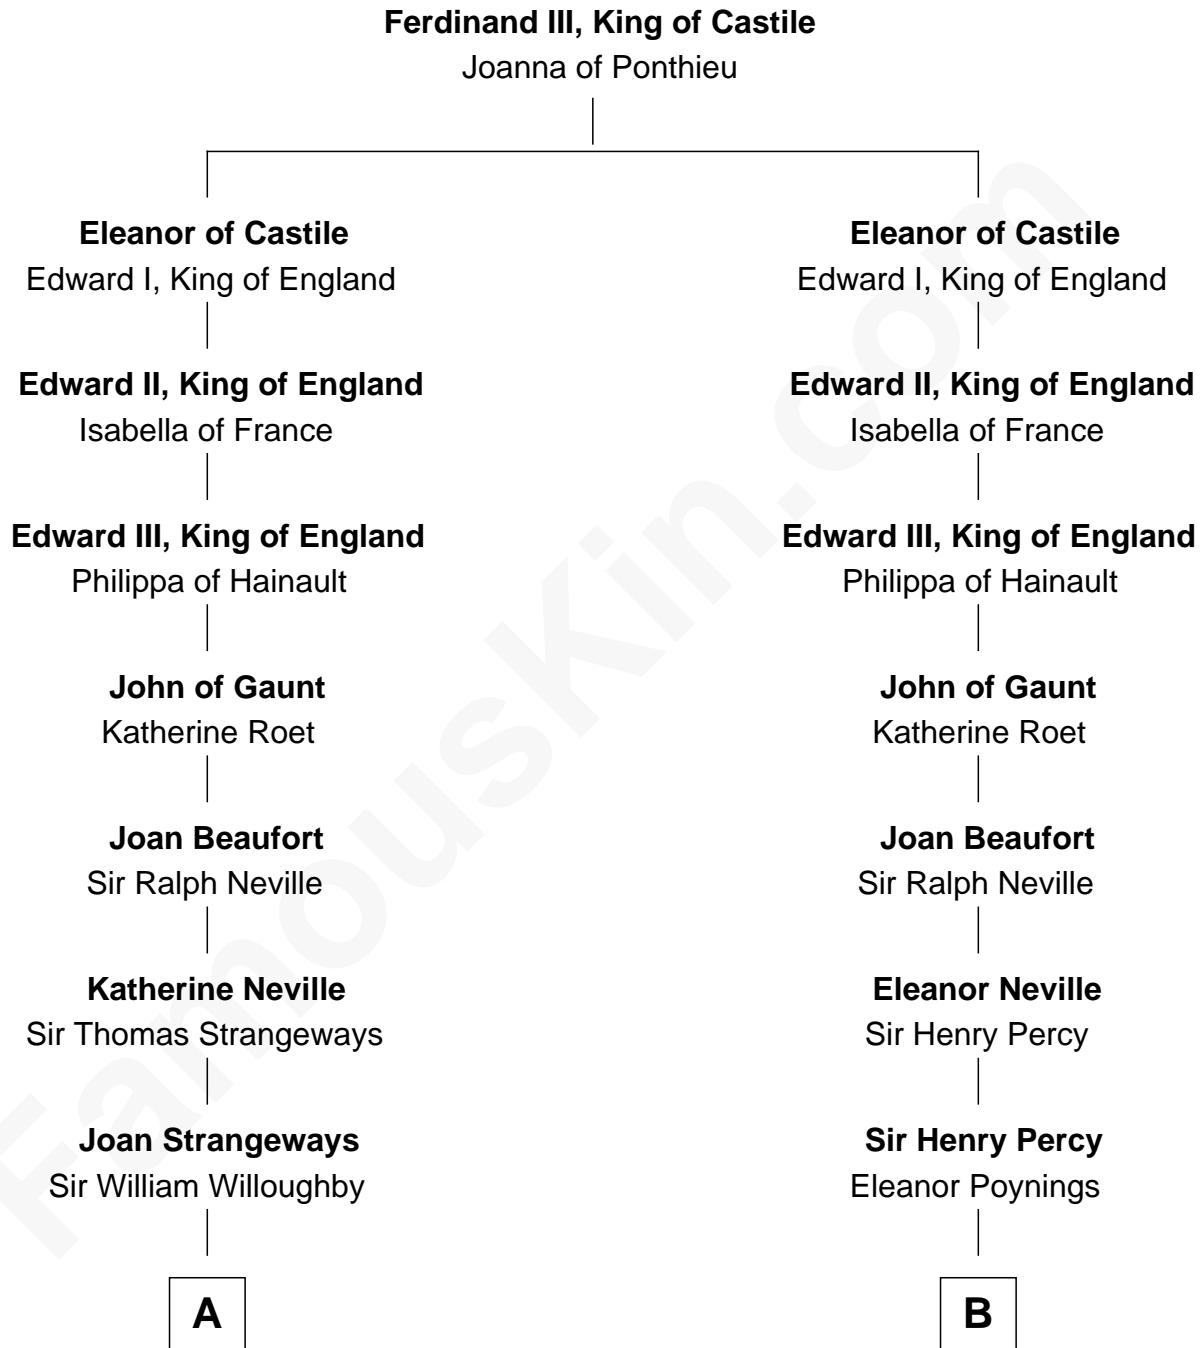 Ferdinand III, King of Castile
Joanna of Ponthieu
Eleanor of Castile
Edward I, King of England
Edward II, King of England
Isabella of France
Edward III, King of England
Philippa of Hainault
John of Gaunt
Katherine Roet
Joan Beaufort
Sir Ralph Neville
Katherine Neville
Sir Thomas Strangeways
Joan Strangeways
Sir William Willoughby
A
Eleanor of Castile
Edward I, King of England
Edward II, King of England
Isabella of France
Edward III, King of England
Philippa of Hainault
John of Gaunt
Katherine Roet
Joan Beaufort
Sir Ralph Neville
Eleanor Neville
Sir Henry Percy
Sir Henry Percy
Eleanor Poynings
B
FamousKin.com